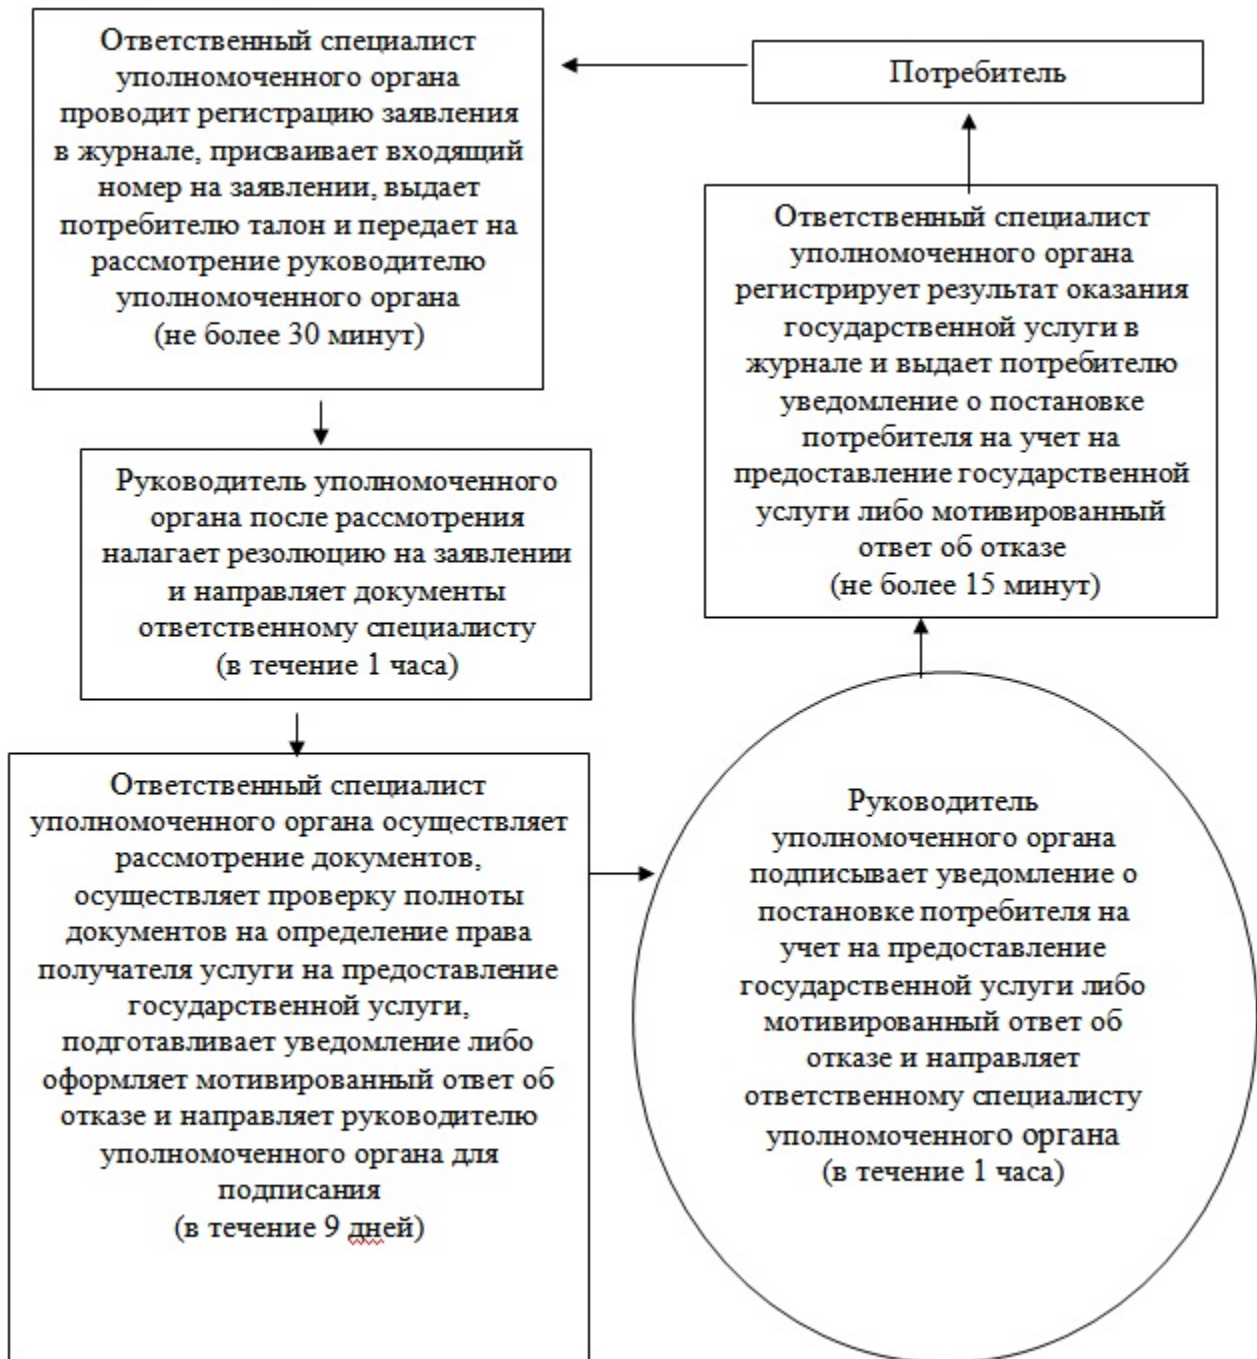 Потребитель
Ответственный специалист
уполномоченного органа
проводит регистрацию заявления
в журнале, присваивает входящий
номер на заявлении, выдает
потребителю талон и передает на
рассмотрение руководителю
уполномоченного органа
(не более 30 минут)
Руководитель уполномоченного
органа после рассмотрения
налагает резолюцию на заявлении
и направляет документы
ответственному специалисту
(в течение 1 часа)
Ответственный специалист
уполномоченного органа осуществляет
рассмотрение документов,
осуществляет проверку полноты
документов на определение права
получателя услуги на предоставление
государственной услуги,
подготавливает уведомление либо
оформляет мотивированный ответ об
отказе и направляет руководителю
уполномоченного органа для
подписания
(в течение 9 дней)
Руководитель
уполномоченного органа
подписывает уведомление о
постановке потребителя на
учет на предоставление
государственной услуги либо
мотивированный ответ об
отказе и направляет
ответственному специалисту
уполномоченного органа
(в течение 1 часа)
Ответственный специалист
уполномоченного органа
регистрирует результат оказания
государственной услуги в
журнале и выдает потребителю
уведомление о постановке
потребителя на учет на
предоставление государственной
услуги либо мотивированный
ответ об отказе
(не более 15 минут)